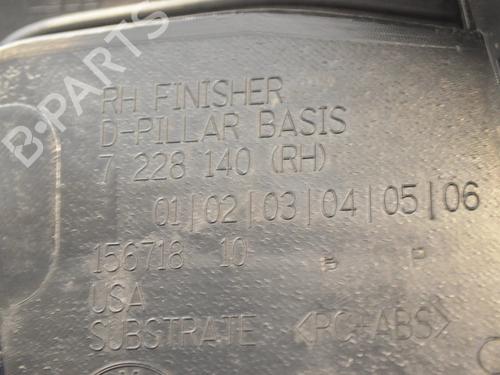 B-PARTS
RH FINISHER
D-PILLAR BASIS
7 228 140 (RH)
01|02|03|04|05|06
156718 10
USA
SUBSTRATE >PC+ABS<